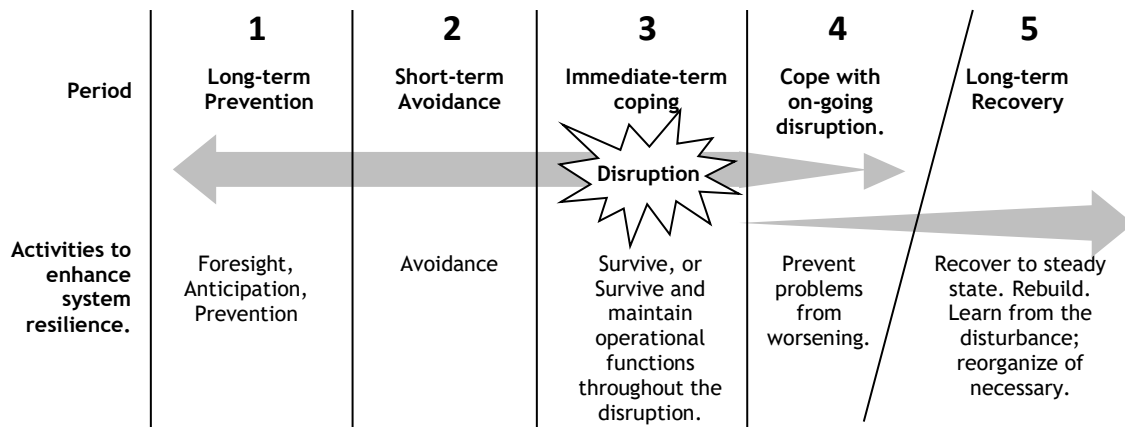 1
2
3
4
5
Period
Long-term
Prevention
Short-term
Avoidance
Immediate-term
coping
Cope with
on-going
disruption.
Long-term
Recovery
Disruption
Activities to
enhance
system
resilience.
Foresight,
Anticipation,
Prevention
Avoidance
Survive, or
Survive and
maintain
operational
functions
throughout the
disruption.
Prevent
problems
from
worsening.
Recover to steady
state. Rebuild.
Learn from the
disturbance;
reorganize of
necessary.